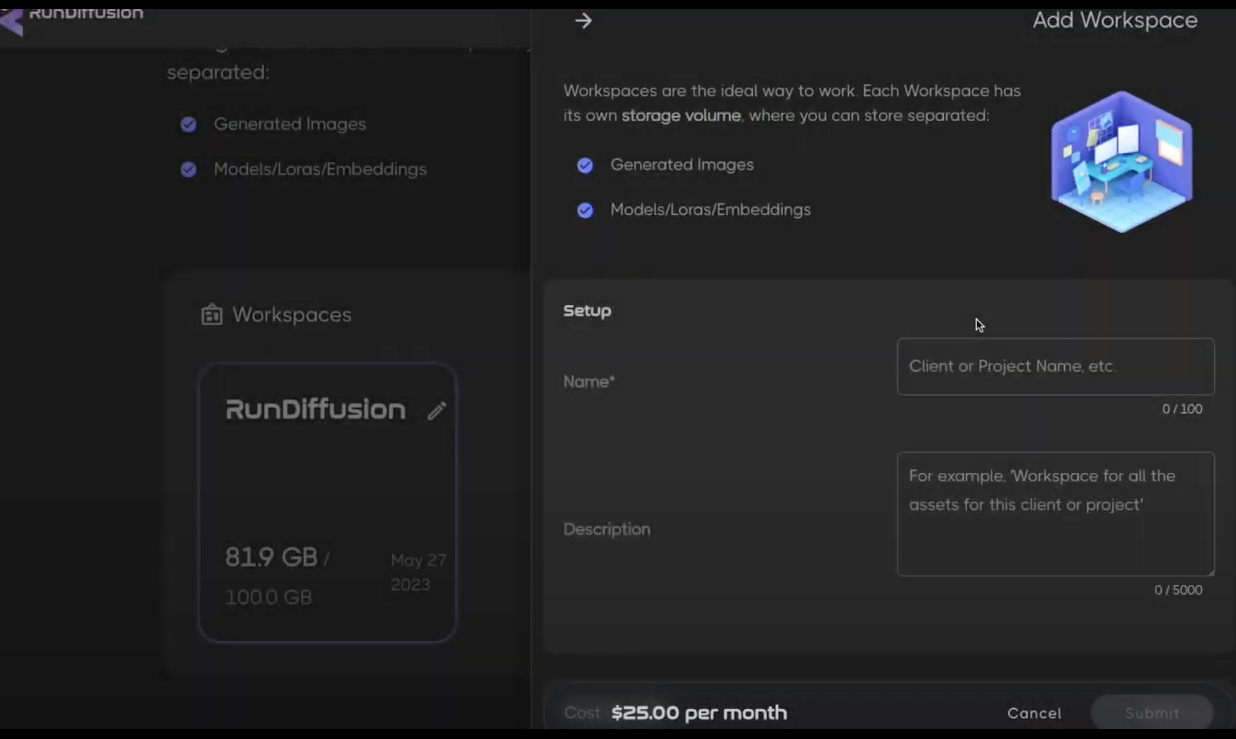 RunDiffusion
separated:
Generated Images
Models/Loras/Embeddings
Workspaces
RunDiffusion
81.9 GB /
100.0 GB
May 27,
2023
Add Workspace
Workspaces are the ideal way to work. Each Workspace has
its own storage volume, where you can store separated:
Generated Images
Models/Loras/Embeddings
Setup
Name*
Client or Project Name, etc.
0 / 100
Description
For example, 'Workspace for all the
assets for this client or project'
0 / 5000
Cost $25.00 per month
Cancel
Submit